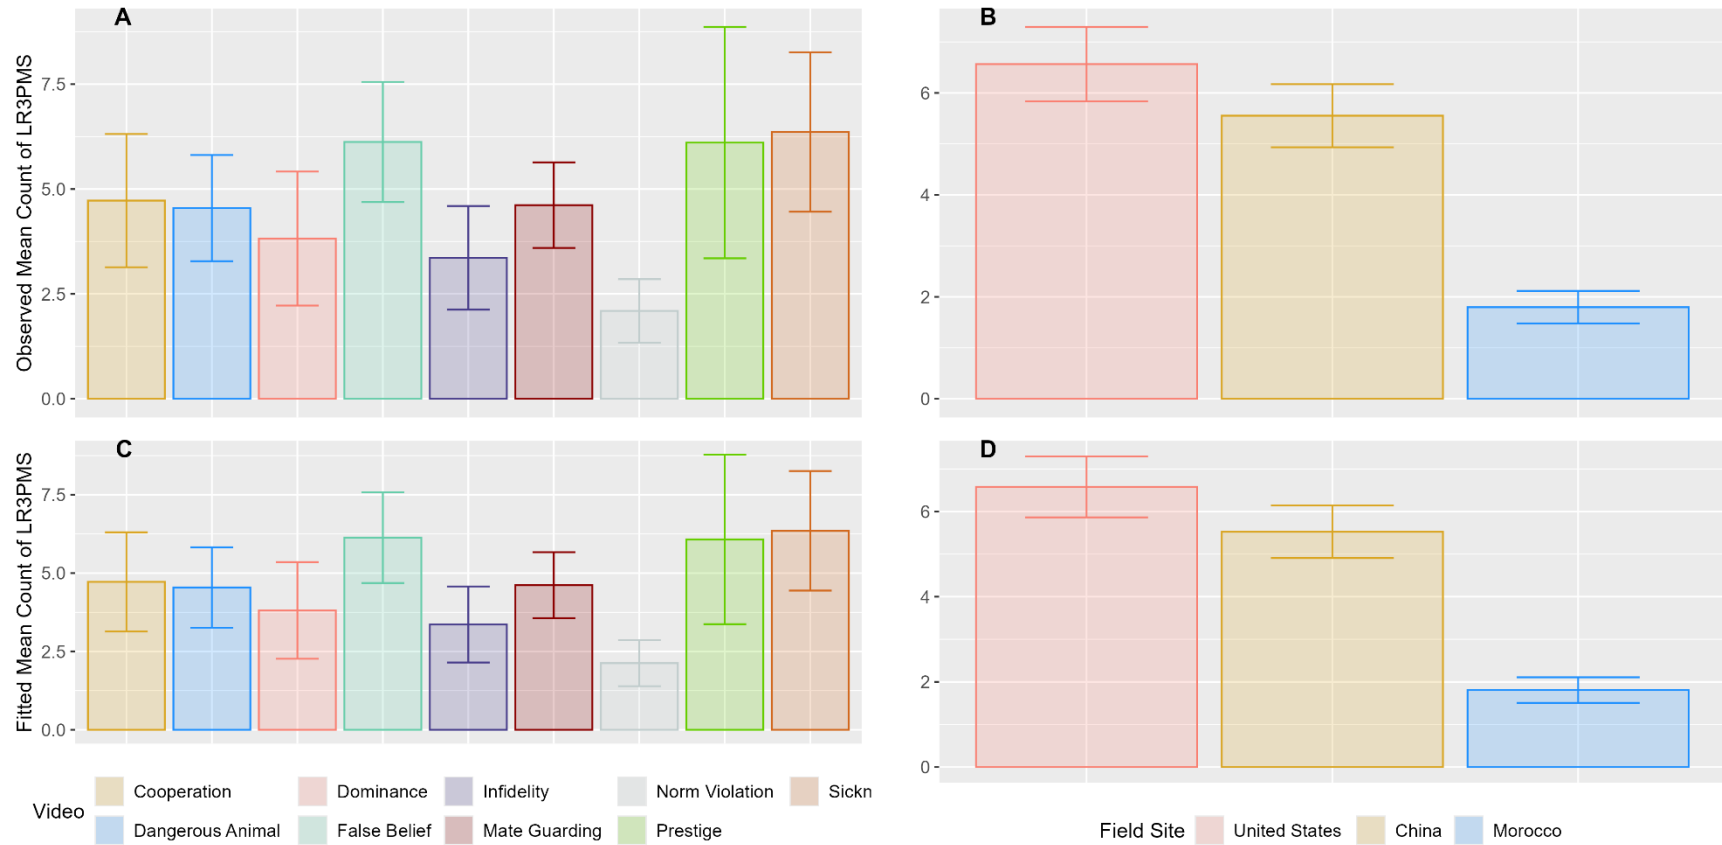 A
B
Observed Mean Count of LR3PMS
7.5
5.0
2.5
0.0
6
4
2
0
C
D
Fitted Mean Count of LR3PMS
7.5
5.0
2.5
0.0
6
4
2
0
Video
Cooperation
Dominance
Infidelity
Norm Violation
Sickn
Dangerous Animal
False Belief
Mate Guarding
Prestige
Field Site
United States
China
Morocco